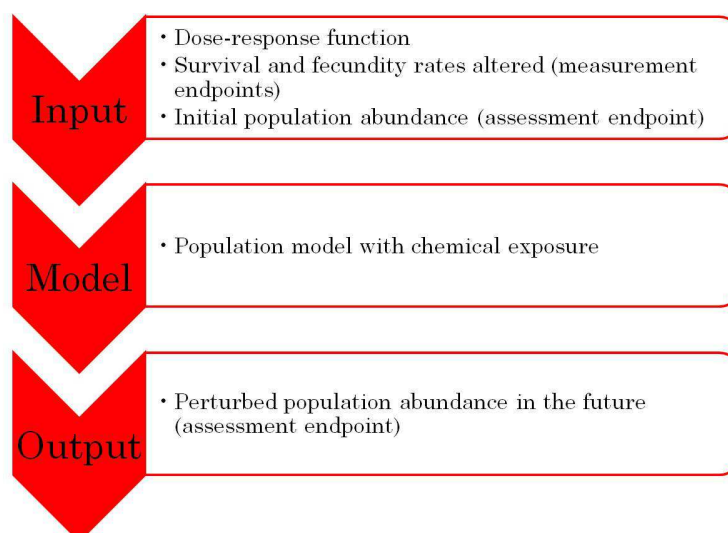 Input
• Dose-response function
• Survival and fecundity rates altered (measurement
endpoints)
• Initial population abundance (assessment endpoint)
Model
• Population model with chemical exposure
Output
• Perturbed population abundance in the future
(assessment endpoint)